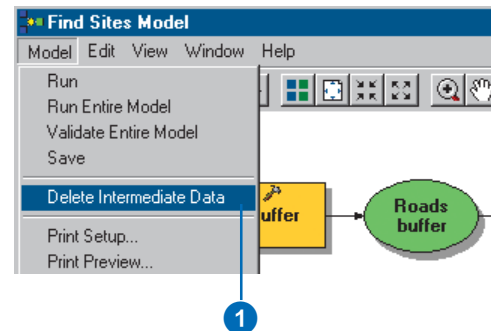 Find Sites Model
Model Edit View Window Help
Run
Run Entire Model
Validate Entire Model
Save
Delete Intermediate Data
Print Setup...
Print Preview...
uffer
Roads
buffer
1